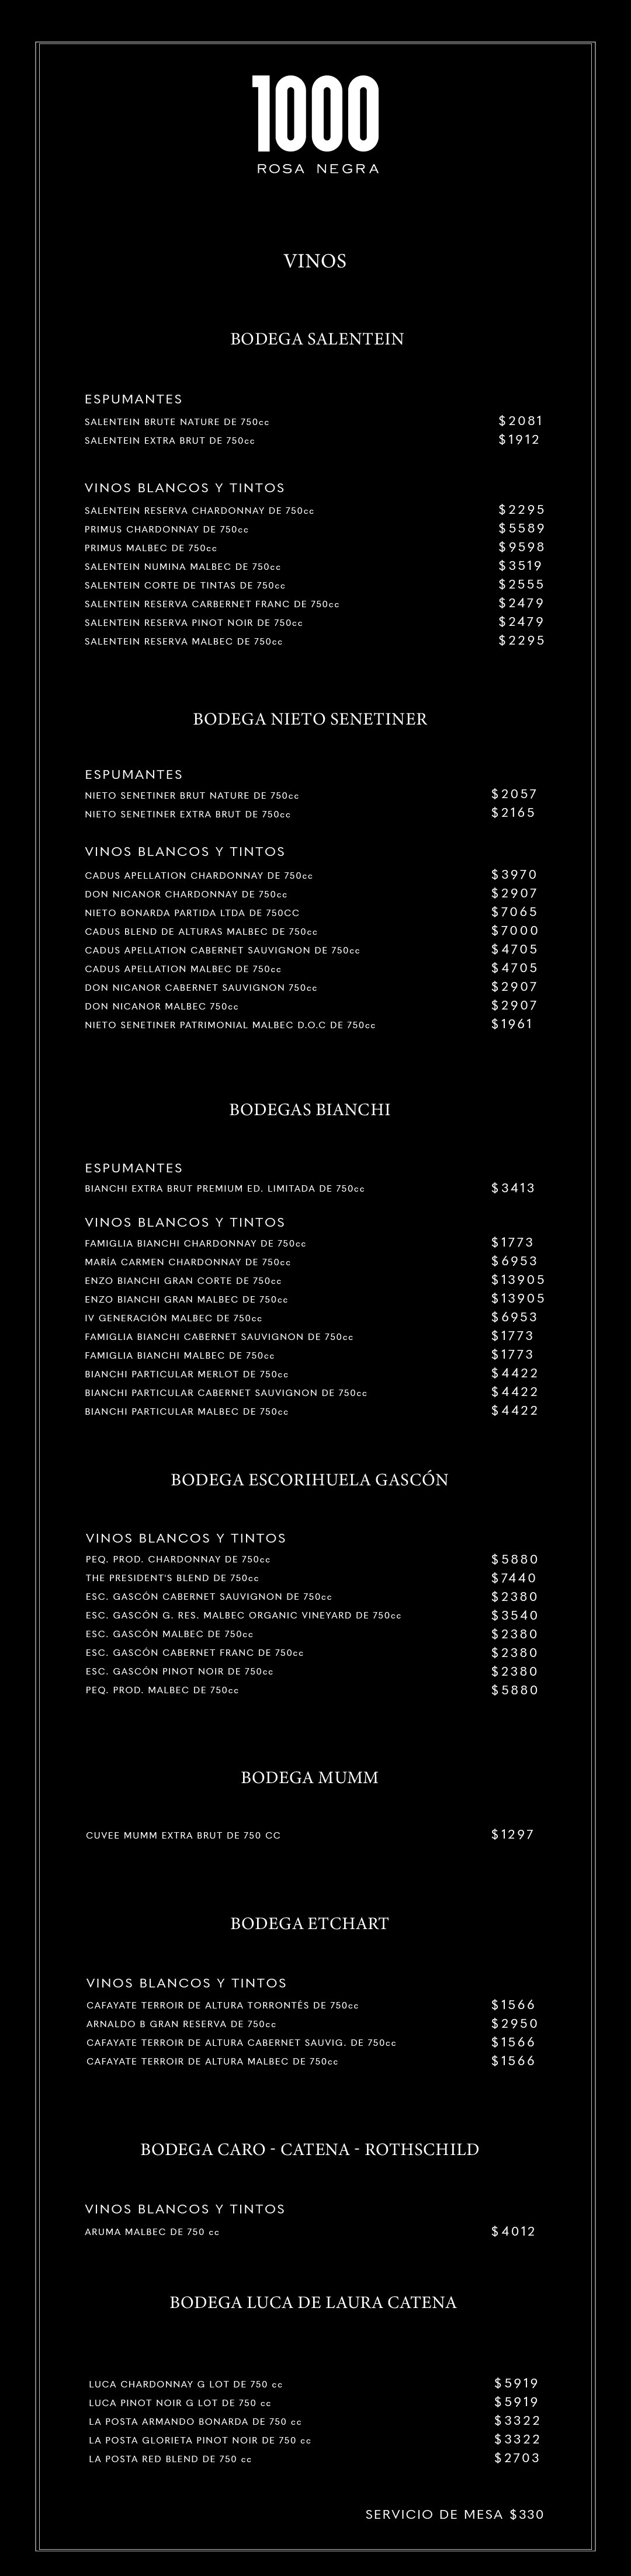 1000
ROSA NEGRA
VINOS
BODEGA SALENTEIN
ESPUMANTES
SALENTEIN BRUTE NATURE DE 750cc $2081
SALENTEIN EXTRA BRUT DE 750cc $1912
VINOS BLANCOS Y TINTOS
SALENTEIN RESERVA CHARDONNAY DE 750cc $2295
PRIMUS CHARDONNAY DE 750cc $5589
PRIMUS MALBEC DE 750cc $9598
SALENTEIN NUMINA MALBEC DE 750cc $3519
SALENTEIN CORTE DE TINTAS DE 750cc $2555
SALENTEIN RESERVA CARBERNET FRANC DE 750cc $2479
SALENTEIN RESERVA PINOT NOIR DE 750cc $2479
SALENTEIN RESERVA MALBEC DE 750cc $2295
BODEGA NIETO SENETINER
ESPUMANTES
NIETO SENETINER BRUT NATURE DE 750cc $2057
NIETO SENETINER EXTRA BRUT DE 750cc $2165
VINOS BLANCOS Y TINTOS
CADUS APELLATION CHARDONNAY DE 750cc $3970
DON NICANOR CHARDONNAY DE 750cc $2907
NIETO BONARDA PARTIDA LTDA DE 750CC $7065
CADUS BLEND DE ALTURAS MALBEC DE 750cc $7000
CADUS APELLATION CABERNET SAUVIGNON DE 750cc $4705
CADUS APELLATION MALBEC DE 750cc $4705
DON NICANOR CABERNET SAUVIGNON 750cc $2907
DON NICANOR MALBEC 750cc $2907
NIETO SENETINER PATRIMONIAL MALBEC D.O.C DE 750cc $1961
BODEGAS BIANCHI
ESPUMANTES
BIANCHI EXTRA BRUT PREMIUM ED. LIMITADA DE 750cc $3413
VINOS BLANCOS Y TINTOS
FAMIGLIA BIANCHI CHARDONNAY DE 750cc $1773
MARÍA CARMEN CHARDONNAY DE 750cc $6953
ENZO BIANCHI GRAN CORTE DE 750cc $13905
ENZO BIANCHI GRAN MALBEC DE 750cc $13905
IV GENERACIÓN MALBEC DE 750cc $6953
FAMIGLIA BIANCHI CABERNET SAUVIGNON DE 750cc $1773
FAMIGLIA BIANCHI MALBEC DE 750cc $1773
BIANCHI PARTICULAR MERLOT DE 750cc $4422
BIANCHI PARTICULAR CABERNET SAUVIGNON DE 750cc $4422
BIANCHI PARTICULAR MALBEC DE 750cc $4422
BODEGA ESCORIHUELA GASCÓN
VINOS BLANCOS Y TINTOS
PEQ. PROD. CHARDONNAY DE 750cc $5880
THE PRESIDENT'S BLEND DE 750cc $7440
ESC. GASCÓN CABERNET SAUVIGNON DE 750cc $2380
ESC. GASCÓN G. RES. MALBEC ORGANIC VINEYARD DE 750cc $3540
ESC. GASCÓN MALBEC DE 750cc $2380
ESC. GASCÓN CABERNET FRANC DE 750cc $2380
ESC. GASCÓN PINOT NOIR DE 750cc $2380
PEQ. PROD. MALBEC DE 750cc $5880
BODEGA MUMM
CUVEE MUMM EXTRA BRUT DE 750 CC $1297
BODEGA ETCHART
VINOS BLANCOS Y TINTOS
CAFAYATE TERROIR DE ALTURA TORRONTÉS DE 750cc $1566
ARNALDO B GRAN RESERVA DE 750cc $2950
CAFAYATE TERROIR DE ALTURA CABERNET SAUVIG. DE 750cc $1566
CAFAYATE TERROIR DE ALTURA MALBEC DE 750cc $1566
BODEGA CARO - CATENA - ROTHSCHILD
VINOS BLANCOS Y TINTOS
ARUMA MALBEC DE 750 cc $4012
BODEGA LUCA DE LAURA CATENA
LUCA CHARDONNAY G LOT DE 750 cc $5919
LUCA PINOT NOIR G LOT DE 750 cc $5919
LA POSTA ARMANDO BONARDA DE 750 cc $3322
LA POSTA GLORIETA PINOT NOIR DE 750 cc $3322
LA POSTA RED BLEND DE 750 cc $2703
SERVICIO DE MESA $330